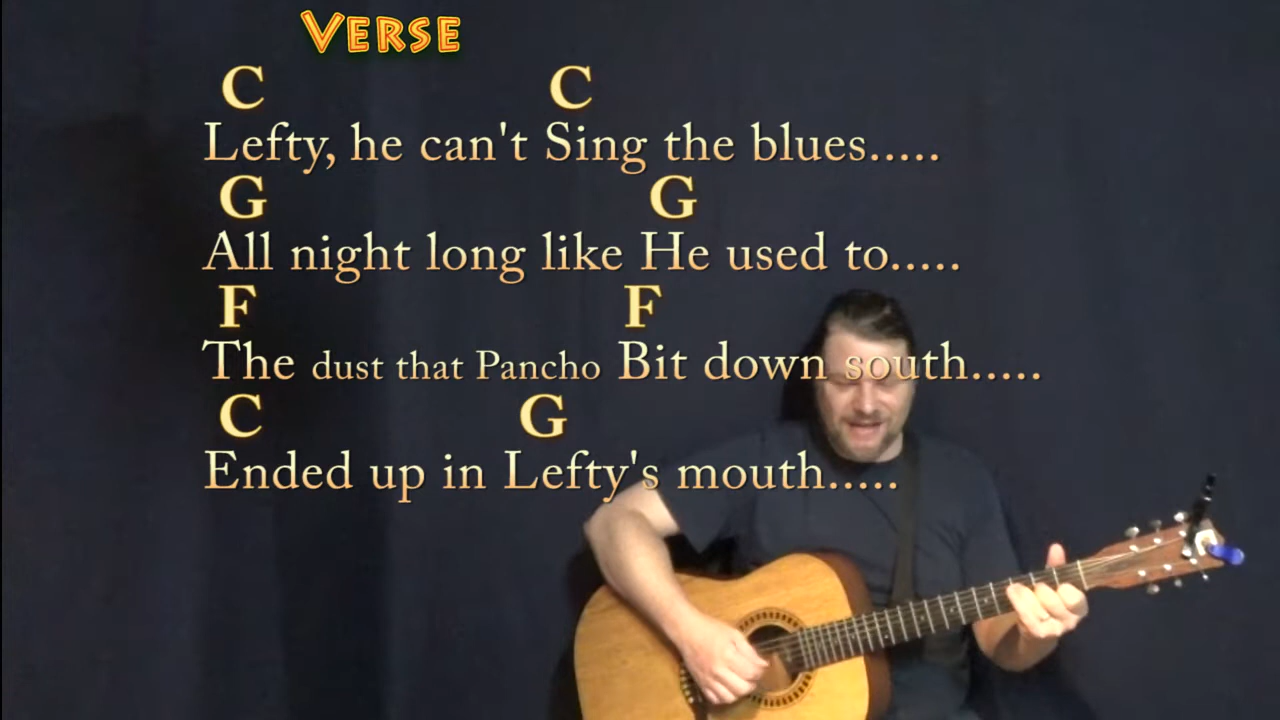 VERSE
C C
Lefty, he can't Sing the blues.....
G G
All night long like He used to.....
F F
The dust that Pancho Bit down south.....
C G
Ended up in Lefty's mouth.....